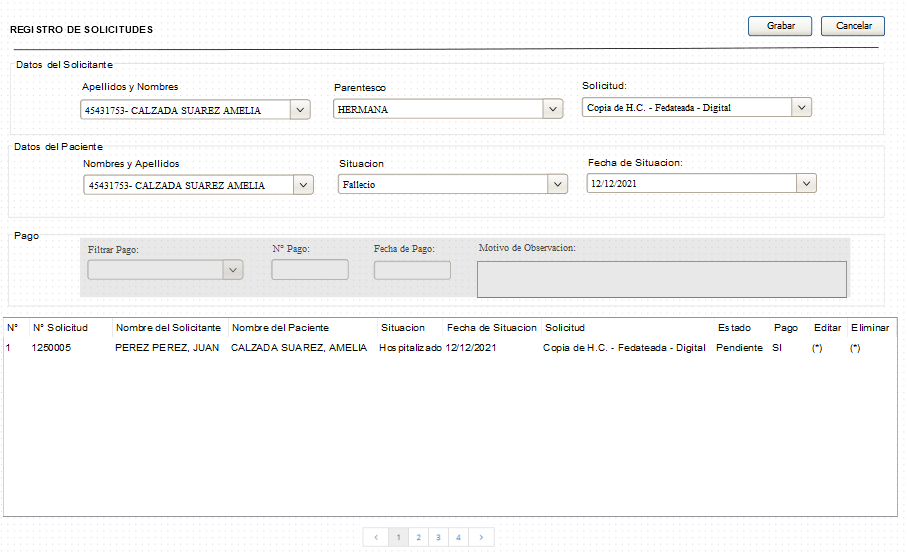 REGISTRO DE SOLICITUDES
Grabar Cancelar
Datos del Solicitante
Apellidos y Nombres Parentesco Solicitud:
45431753- CALZADA SUAREZ AMELIA HERMANA Copia de H.C. - Fedateada - Digital
Datos del Paciente
Nombres y Apellidos Situacion Fecha de Situacion:
45431753- CALZADA SUAREZ AMELIA Fallecio 12/12/2021
Pago
Filtrar Pago: N° Pago: Fecha de Pago: Motivo de Observacion:
N° N° Solicitud Nombre del Solicitante Nombre del Paciente Situacion Fecha de Situacion Solicitud Estado Pago Editar Eliminar
1 1250005 PEREZ PEREZ, JUAN CALZADA SUAREZ, AMELIA Hospitalizado 12/12/2021 Copia de H.C. - Fedateada - Digital Pendiente SI (*) (*)
< 1 2 3 4 >